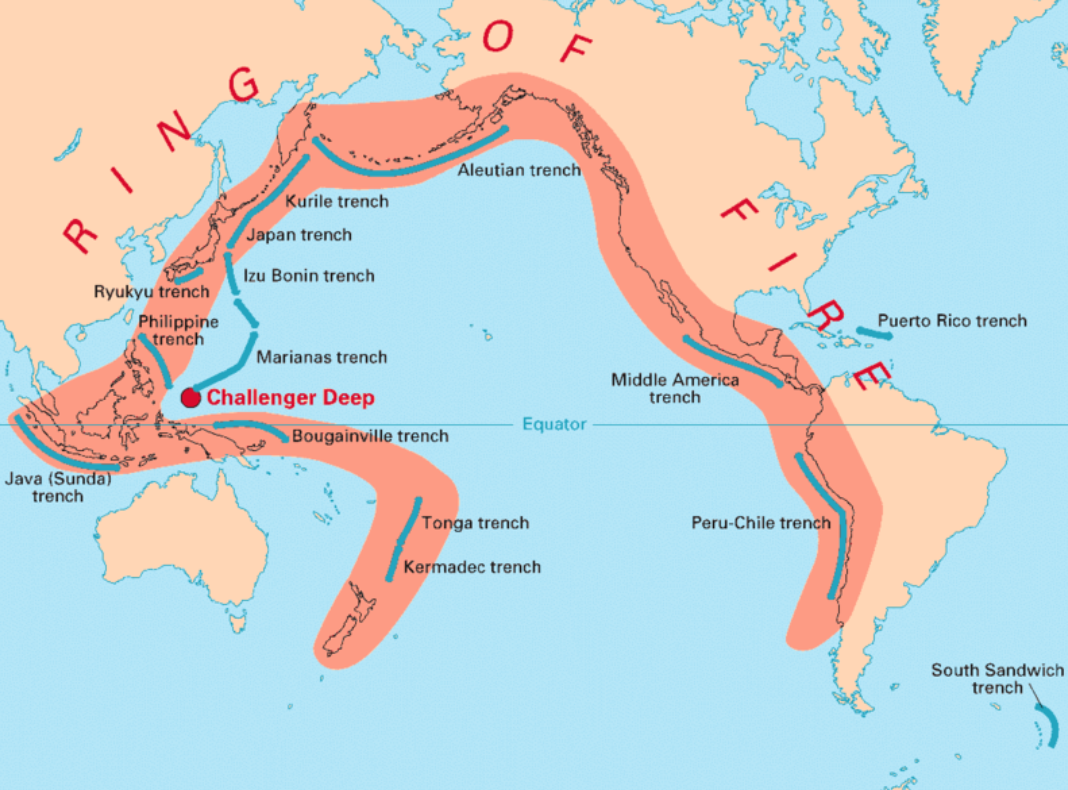 RING OF FIRE
Aleutian trench
Kurile trench
Japan trench
Izu Bonin trench
Ryukyu trench
Philippine
trench
Marianas trench
Challenger Deep
Puerto Rico trench
Middle America
trench
Equator
Bougainville trench
Java (Sunda)
trench
Tonga trench
Peru-Chile trench
Kermadec trench
South Sandwich
trench